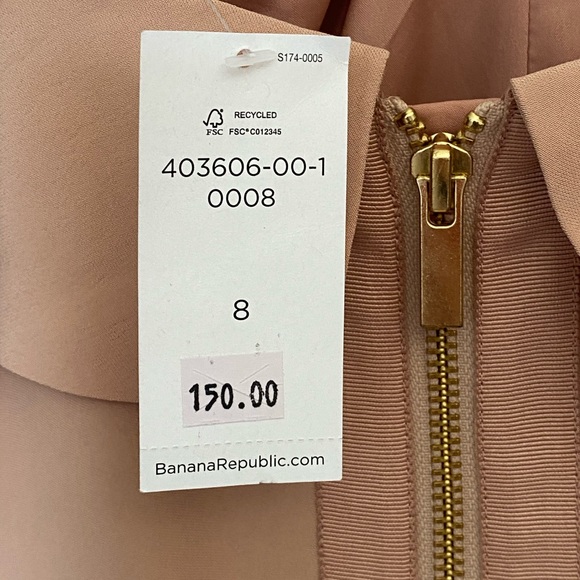 S174-0005
RECYCLED
FSC FSC® C012345
403606-00-1
0008
8
150.00
BananaRepublic.com